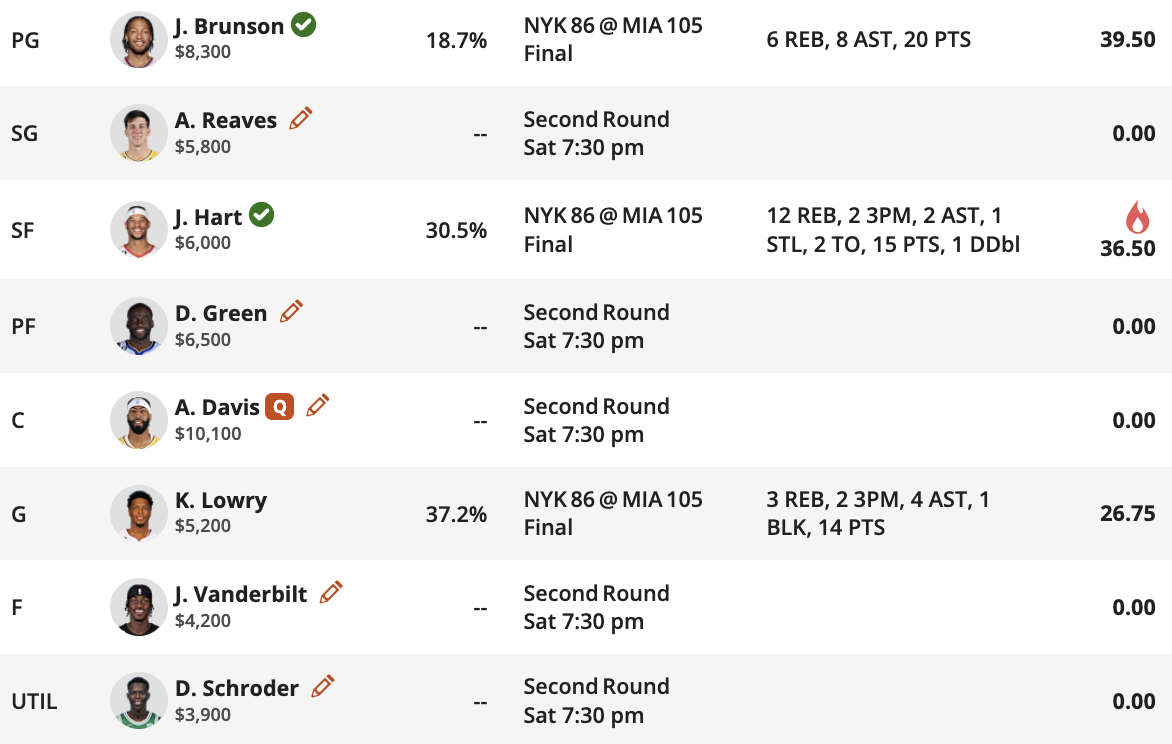 PG
J. Brunson
$8,300
18.7%
NYK 86 @ MIA 105
Final
6 REB, 8 AST, 20 PTS
39.50
SG
A. Reaves
$5,800
--
Second Round
Sat 7:30 pm
0.00
SF
J. Hart
$6,000
30.5%
NYK 86 @ MIA 105
Final
12 REB, 2 3PM, 2 AST, 1
STL, 2 TO, 15 PTS, 1 DDbl
36.50
PF
D. Green
$6,500
--
Second Round
Sat 7:30 pm
0.00
C
A. Davis Q
$10,100
--
Second Round
Sat 7:30 pm
0.00
G
K. Lowry
$5,200
37.2%
NYK 86 @ MIA 105
Final
3 REB, 2 3PM, 4 AST, 1
BLK, 14 PTS
26.75
F
J. Vanderbilt
$4,200
--
Second Round
Sat 7:30 pm
0.00
UTIL
D. Schroder
$3,900
--
Second Round
Sat 7:30 pm
0.00